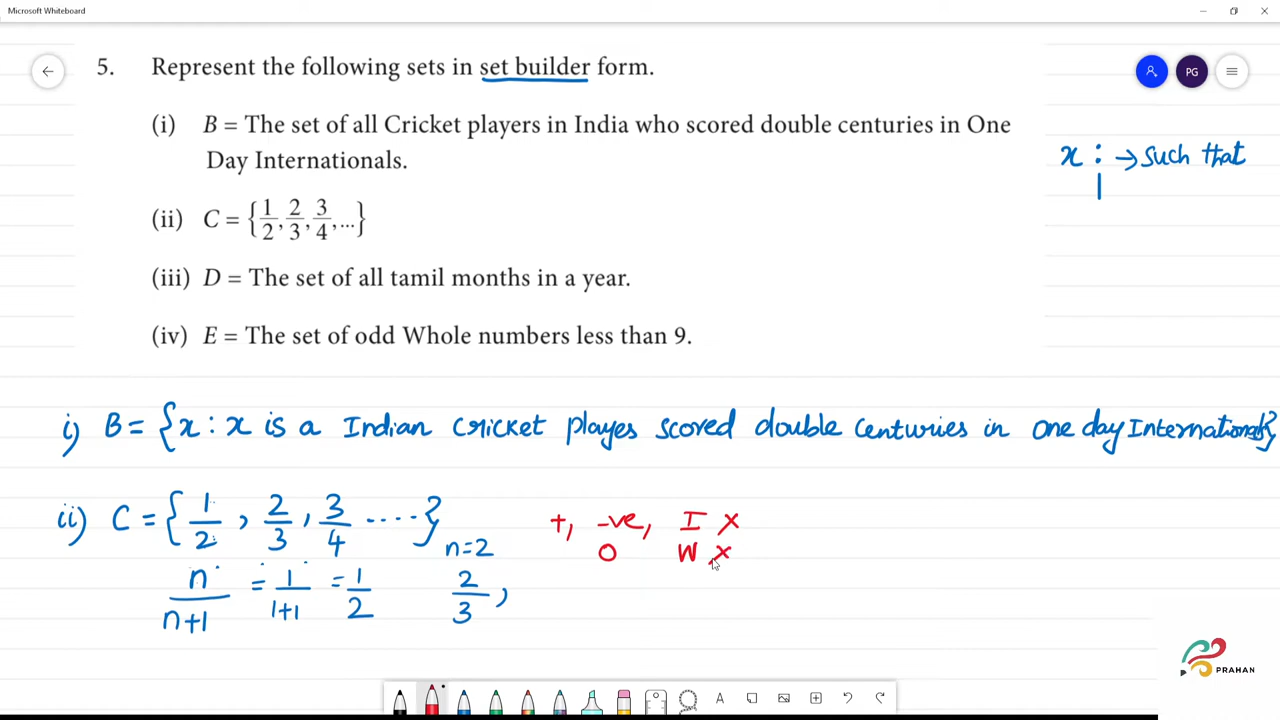 Microsoft Whiteboard
5. Represent the following sets in set builder form.
PG
(i) B = The set of all Cricket players in India who scored double centuries in One
Day Internationals.
x : → such that
|
(ii) C = {1/2, 2/3, 3/4, ...}
(iii) D = The set of all tamil months in a year.
(iv) E = The set of odd Whole numbers less than 9.
i) B = {x : x is a Indian cricket players scored double centuries in one day Internationals}
ii) C = {1/2, 2/3, 3/4 .....}
+, -ve, I x
n=2 0 W x
n/n+1 = 1/1+1 = 1/2 2/3,
PRAHAN
A